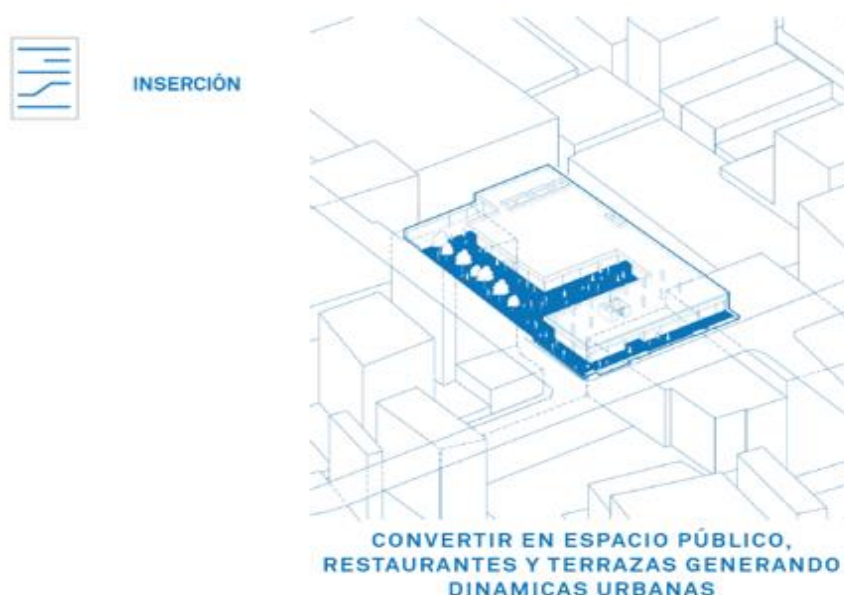 INSERCIÓN
CONVERTIR EN ESPACIO PÚBLICO,
RESTAURANTES Y TERRAZAS GENERANDO
DINAMICAS URBANAS